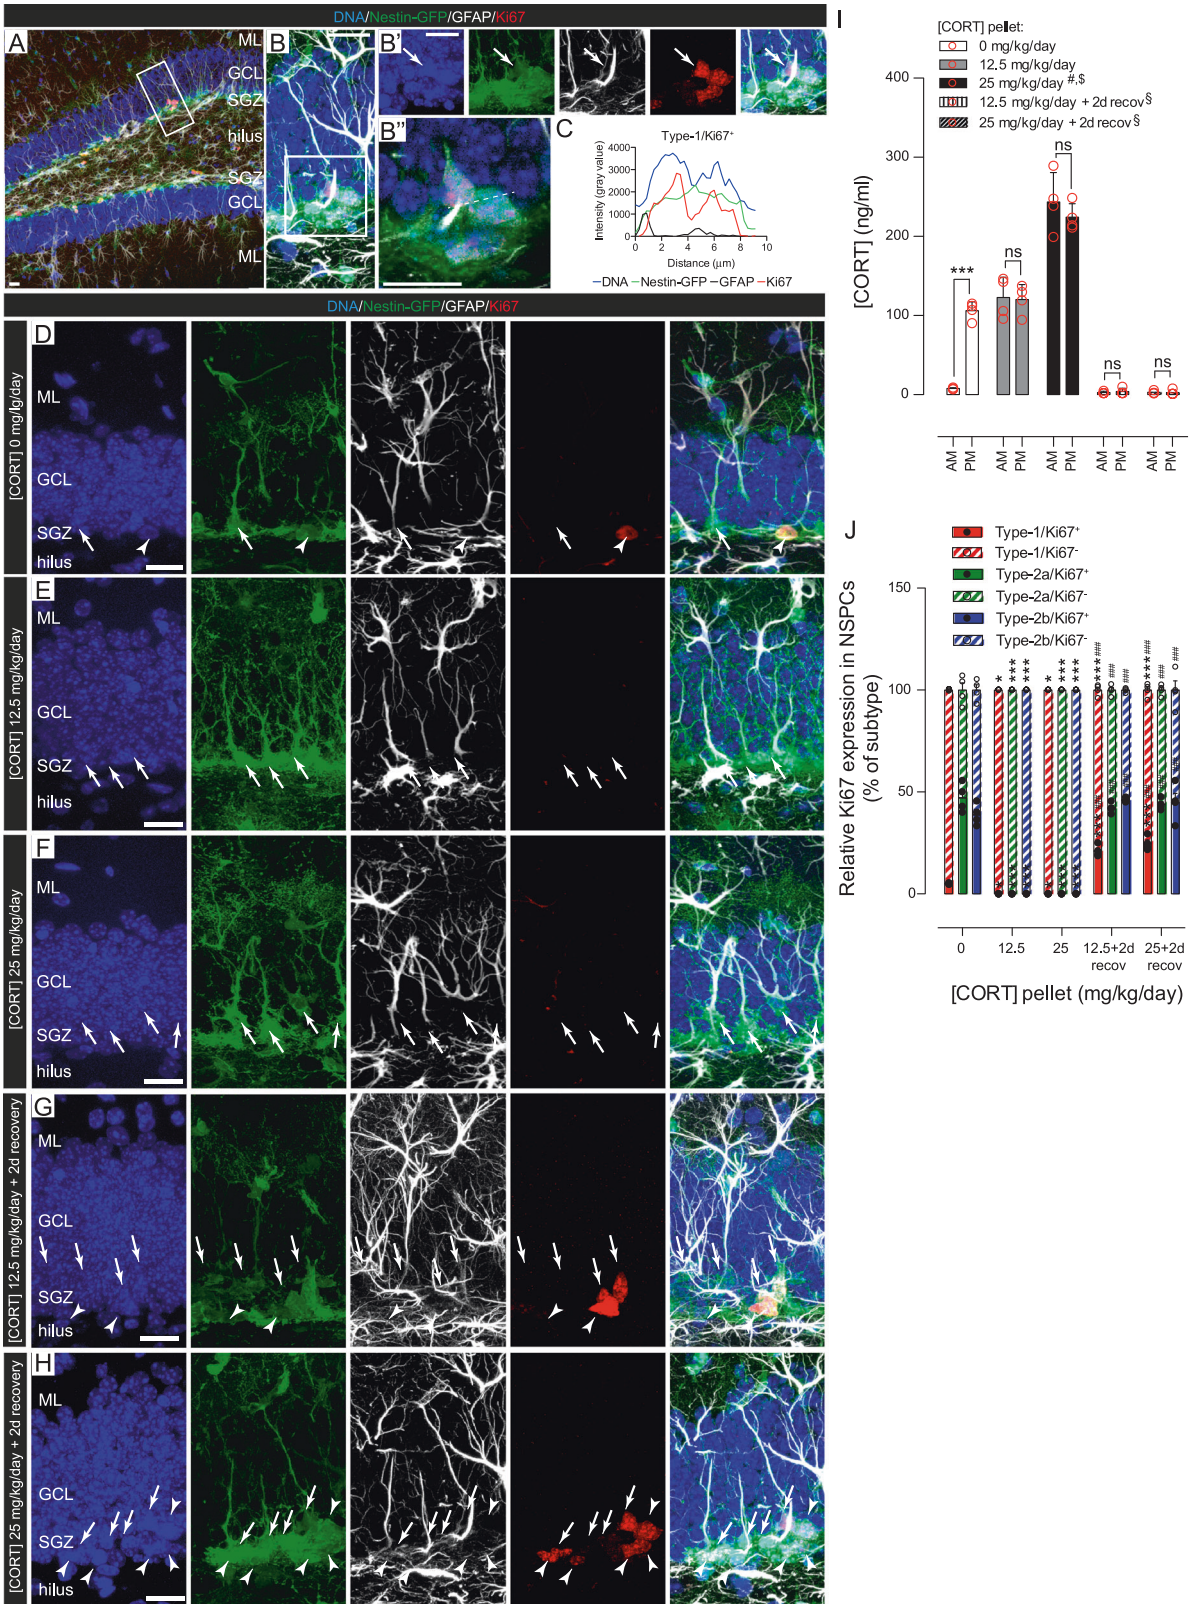 DNA/Nestin-GFP/GFAP/Ki67
A
ML
GCL
SGZ
hilus
SGZ
GCL
ML
B
B'
B''
C
Type-1/Ki67⁺
Intensity (gray value)
4000
3000
2000
1000
0
0 2 4 6 8 10
Distance (μm)
DNA Nestin-GFP GFAP Ki67
DNA/Nestin-GFP/GFAP/Ki67
[CORT] 0 mg/lg/day
D
ML
GCL
SGZ
hilus
[CORT] 12.5 mg/kg/day
E
ML
GCL
SGZ
hilus
[CORT] 25 mg/kg/day
F
ML
GCL
SGZ
hilus
[CORT] 12.5 mg/kg/day + 2d recovery
G
ML
GCL
SGZ
hilus
[CORT] 25 mg/kg/day + 2d recovery
H
ML
GCL
SGZ
hilus
I
[CORT] pellet:
0 mg/kg/day
12.5 mg/kg/day
25 mg/kg/day #,$
12.5 mg/kg/day + 2d recov §
25 mg/kg/day + 2d recov §
[CORT] (ng/ml)
400
300
200
100
0
***
ns
ns
ns
ns
AM PM AM PM AM PM AM PM AM PM
J
Type-1/Ki67⁺
Type-1/Ki67⁻
Type-2a/Ki67⁺
Type-2a/Ki67⁻
Type-2b/Ki67⁺
Type-2b/Ki67⁻
Relative Ki67 expression in NSPCs
(% of subtype)
150
100
50
0
* *** *** * *** *** ***### ### ### ***### ### ###
0 12.5 25 12.5+2d 25+2d
recov recov
[CORT] pellet (mg/kg/day)